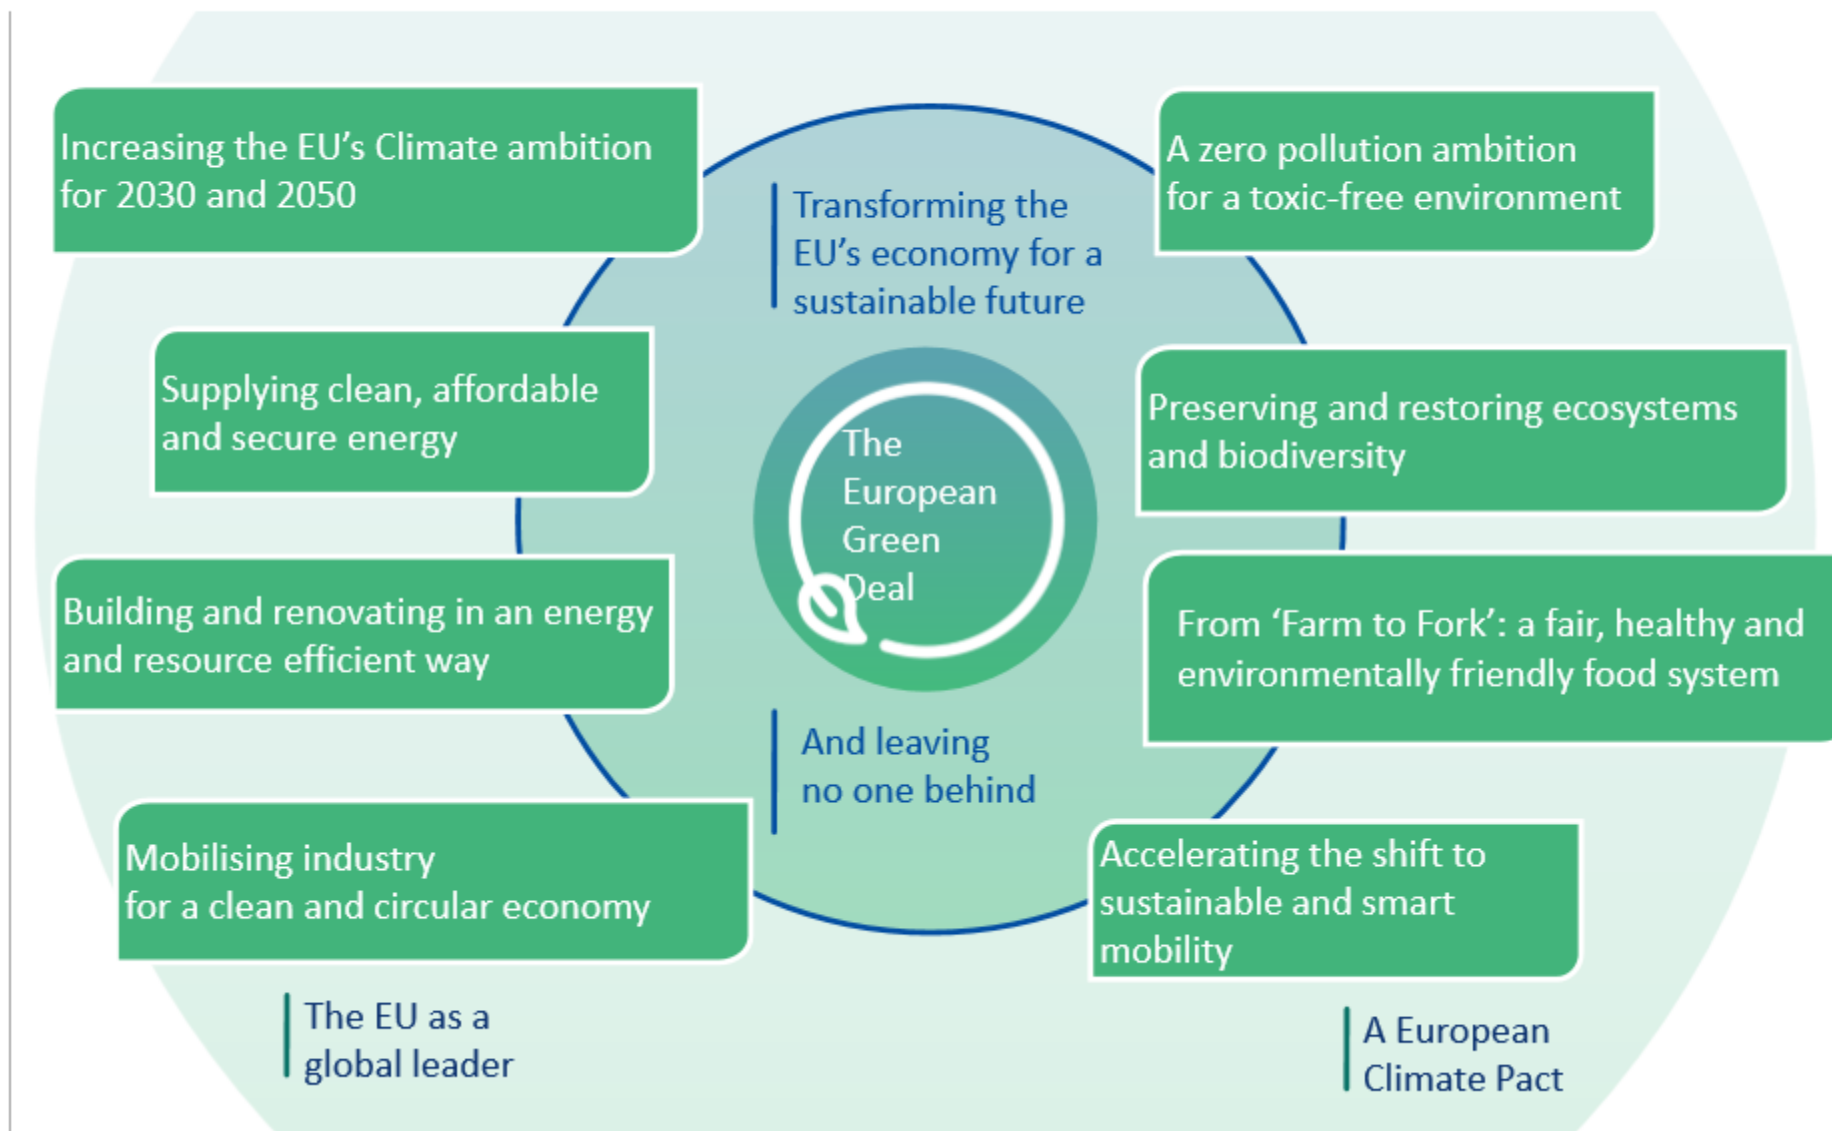 Increasing the EU’s Climate ambition
for 2030 and 2050
Supplying clean, affordable
and secure energy
Building and renovating in an energy
and resource efficient way
Mobilising industry
for a clean and circular economy
The EU as a
global leader
Transforming the
EU’s economy for a
sustainable future
The
European
Green
Deal
And leaving
no one behind
A zero pollution ambition
for a toxic-free environment
Preserving and restoring ecosystems
and biodiversity
From ‘Farm to Fork’: a fair, healthy and
environmentally friendly food system
Accelerating the shift to
sustainable and smart
mobility
A European
Climate Pact